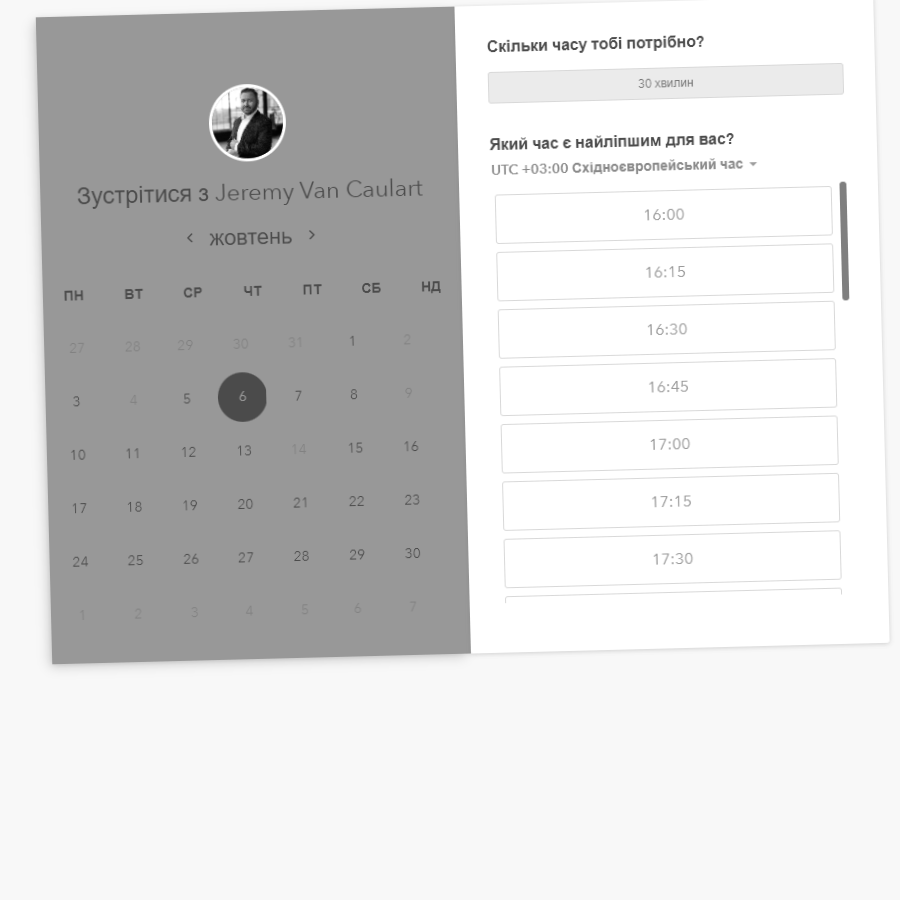 Зустрітися з Jeremy Van Caulart
жовтень
ПН ВТ СР ЧТ ПТ СБ НД
27 28 29 30 31 1 2
3 4 5 6 7 8 9
10 11 12 13 14 15 16
17 18 19 20 21 22 23
24 25 26 27 28 29 30
1 2 3 4 5 6 7
Скільки часу тобі потрібно?
30 хвилин
Який час є найліпшим для вас?
UTC +03:00 Східноєвропейський час
16:00
16:15
16:30
16:45
17:00
17:15
17:30